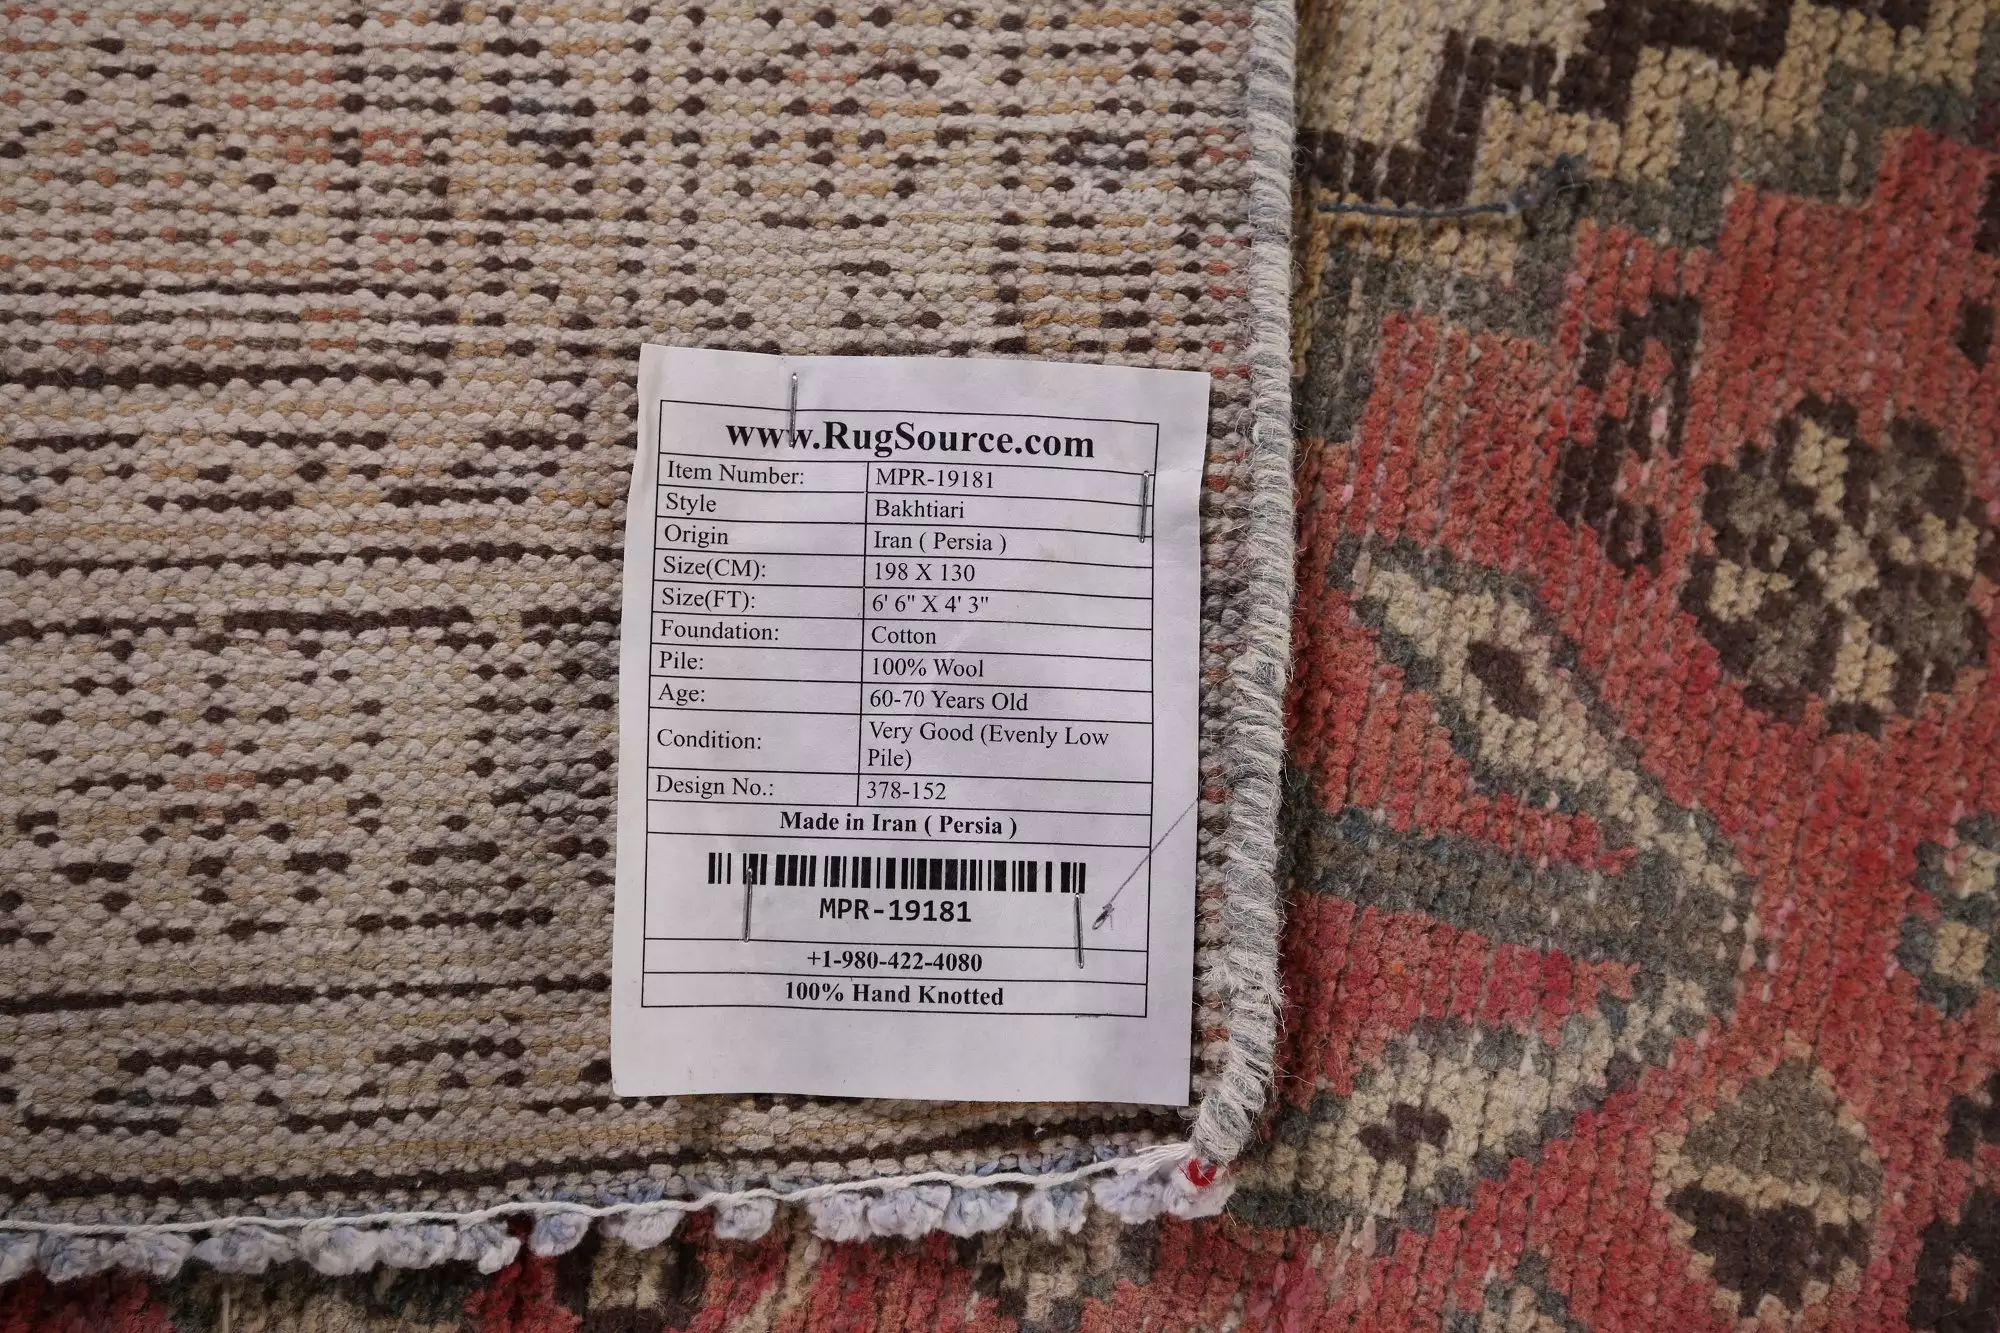 www.RugSource.com
Item Number: MPR-19181
Style Bakhtiari
Origin Iran ( Persia )
Size(CM): 198 X 130
Size(FT): 6' 6" X 4' 3"
Foundation: Cotton
Pile: 100% Wool
Age: 60-70 Years Old
Condition: Very Good (Evenly Low
Pile)
Design No.: 378-152
Made in Iran ( Persia )
MPR-19181
+1-980-422-4080
100% Hand Knotted